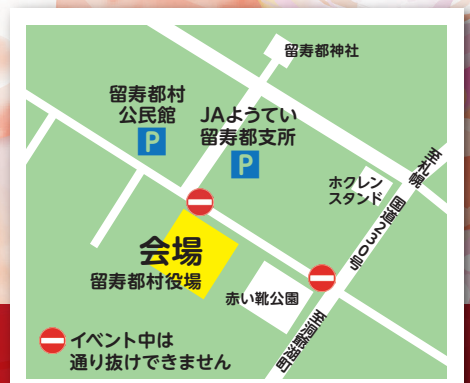 留寿都神社
留寿都村
公民館
P
JAようてい
留寿都支所
P
至札幌
ホクレン
スタンド
国道230号
会場
留寿都村役場
赤い靴公園
至洞爺湖町
イベント中は
通り抜けできません